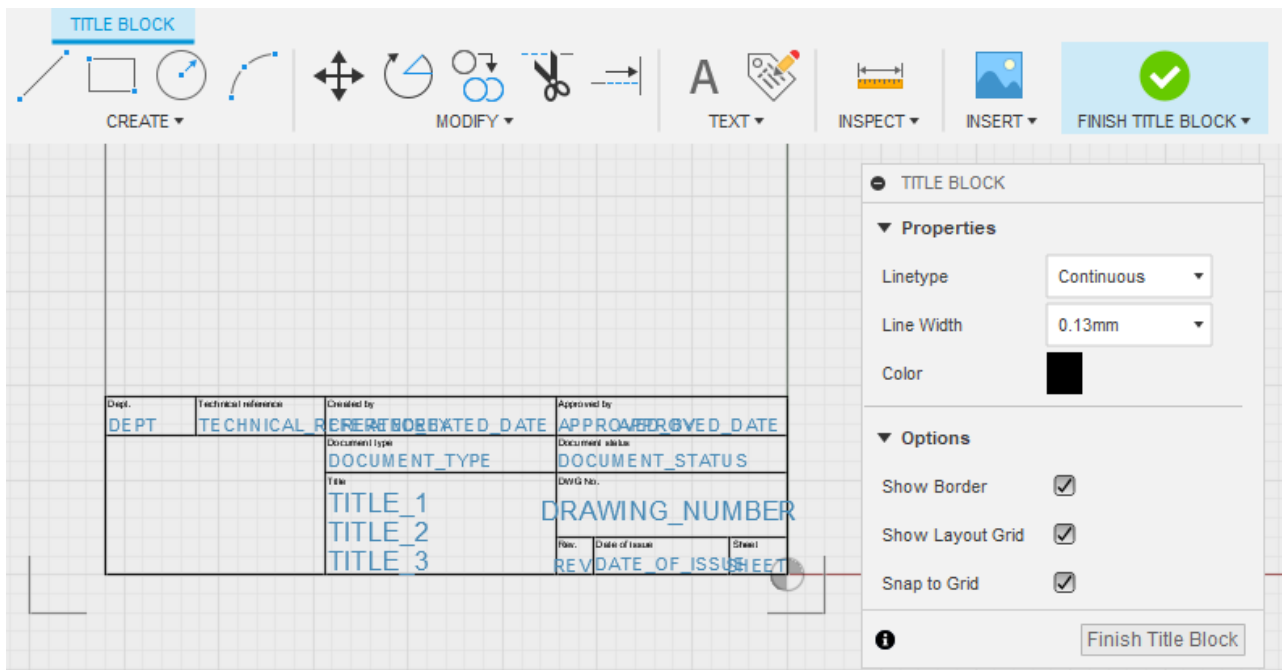 TITLE BLOCK
CREATE MODIFY A TEXT INSPECT INSERT FINISH TITLE BLOCK
TITLE BLOCK
Properties
Linetype Continuous
Line Width 0.13mm
Color
Options
Show Border
Show Layout Grid
Snap to Grid
Finish Title Block
Dept. Technical reference Created by Approved by
DEPT
Document type Document status
DOCUMENT_TYPE DOCUMENT_STATUS
Title DWG No.
TITLE_1
DRAWING_NUMBER
TITLE_2
TITLE_3
Rev. Date of issue Sheet
REV DATE_OF_ISSUE SHEET